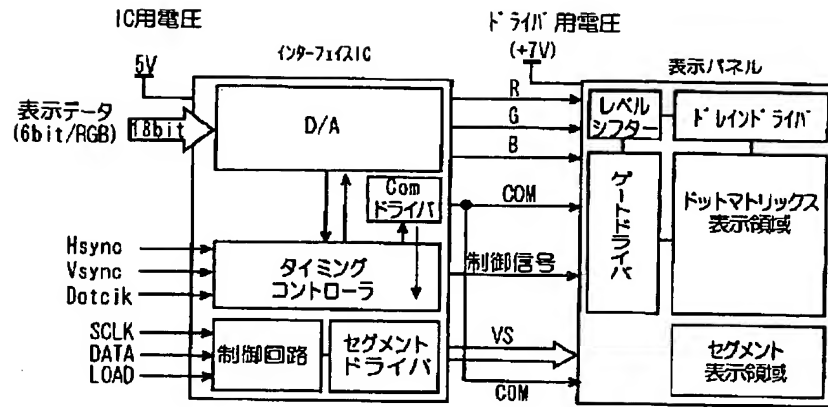 IC用電圧
5V
インターフェイスIC
ドライバ用電圧
(+7V)
表示パネル
表示データ
(6bit/RGB)
18bit
D/A
R
G
B
レベル
シフター
ドレインドライバ
Com
ドライバ
COM
ゲートドライバ
ドットマトリックス
表示領域
Hsync
Vsync
Dotcik
タイミング
コントローラ
制御信号
SCLK
DATA
LOAD
制御回路
セグメント
ドライバ
VS
COM
セグメント
表示領域